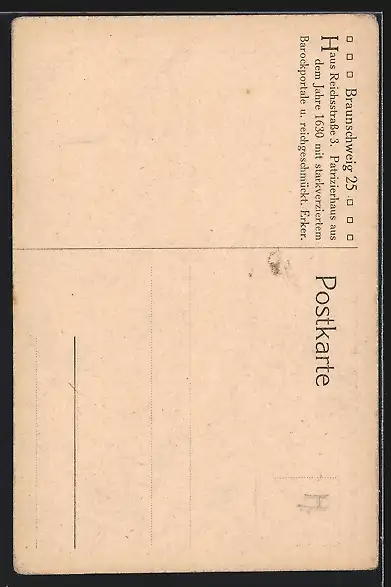 □ □ □ Braunschweig 25 □ □ □
Haus Reichsstraße 3. Patrizierhaus aus
dem Jahre 1630 mit starkverziertem
Barockportale u. reichgeschmückt. Erker.
Postkarte
H